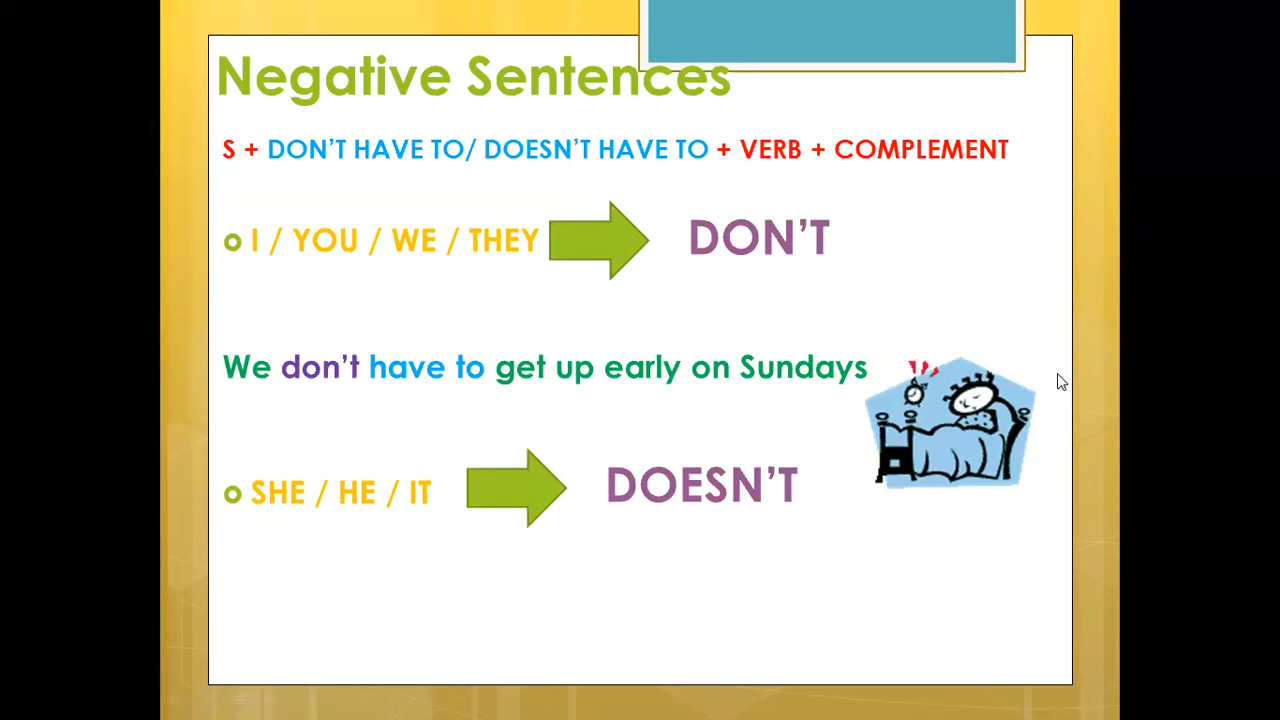 Negative Sentences
S + DON’T HAVE TO/ DOESN’T HAVE TO + VERB + COMPLEMENT
I / YOU / WE / THEY DON’T
We don’t have to get up early on Sundays
SHE / HE / IT DOESN’T